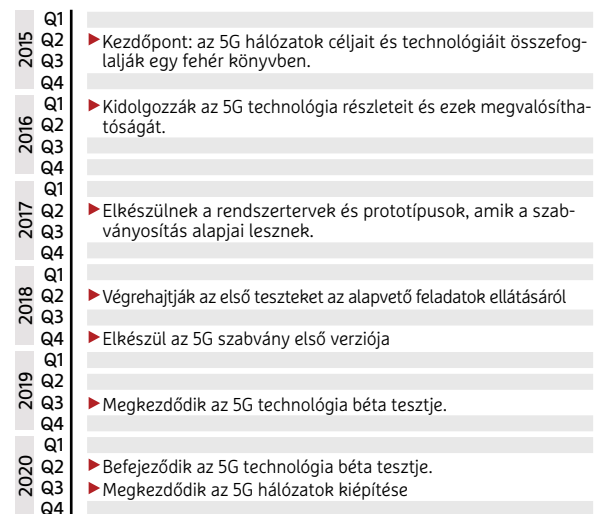 2015
Q1
Q2 ▶ Kezdőpont: az 5G hálózatok céljait és technológiáit összefog-
Q3 lalják egy fehér könyvben.
Q4
2016
Q1 ▶ Kidolgozzák az 5G technológia részleteit és ezek megvalósítha-
Q2 tóságát.
Q3
Q4
2017
Q1
Q2 ▶ Elkészülnek a rendszertervek és prototípusok, amik a szab-
Q3 ványosítás alapjai lesznek.
Q4
2018
Q1
Q2 ▶ Végrehajtják az első teszteket az alapvető feladatok ellátásáról
Q3
Q4 ▶ Elkészül az 5G szabvány első verziója
2019
Q1
Q2
Q3 ▶ Megkezdődik az 5G technológia béta tesztje.
Q4
2020
Q1
Q2 ▶ Befejeződik az 5G technológia béta tesztje.
Q3 ▶ Megkezdődik az 5G hálózatok kiépítése
Q4